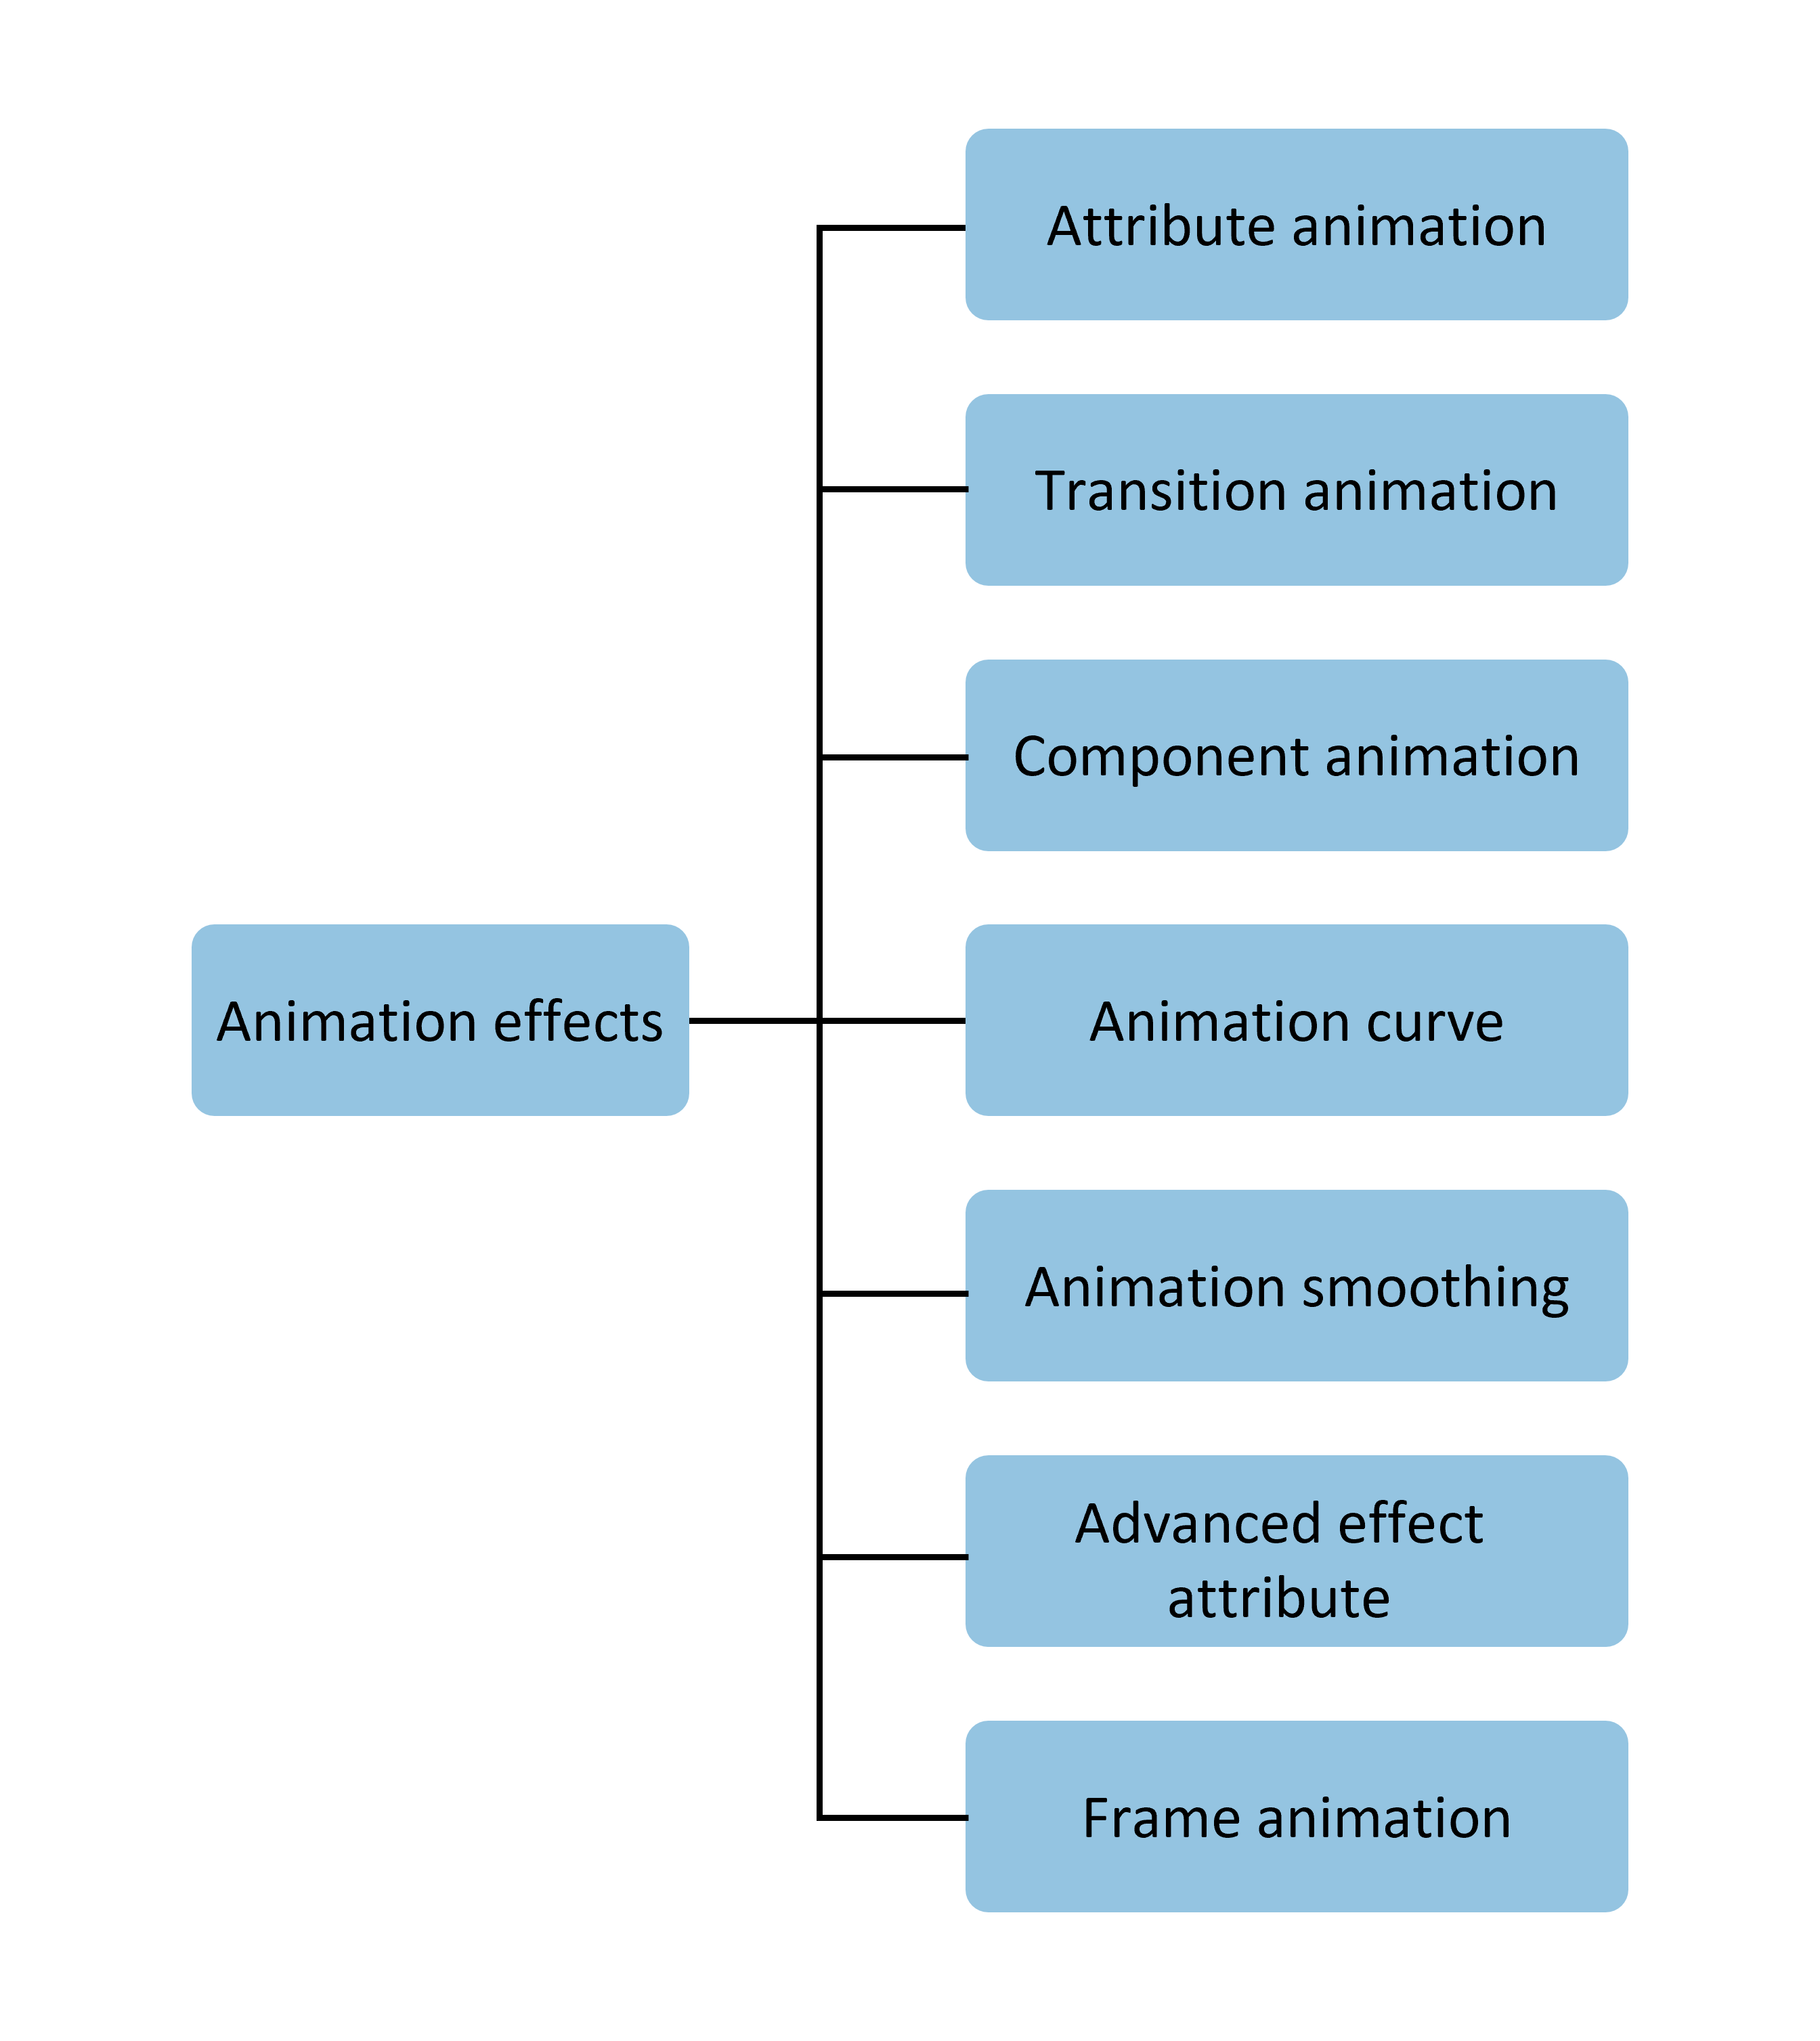 Attribute animation
Transition animation
Component animation
Animation effects
Animation curve
Animation smoothing
Advanced effect
attribute
Frame animation